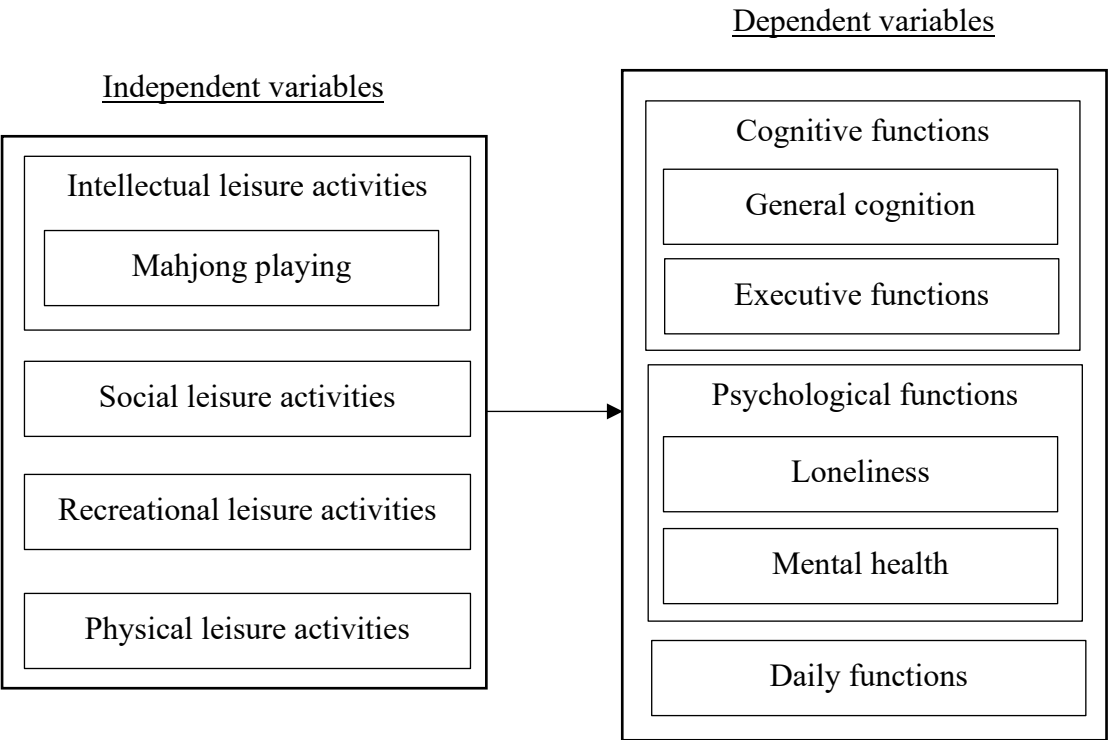 Independent variables
Intellectual leisure activities
Mahjong playing
Social leisure activities
Recreational leisure activities
Physical leisure activities
Dependent variables
Cognitive functions
General cognition
Executive functions
Psychological functions
Loneliness
Mental health
Daily functions